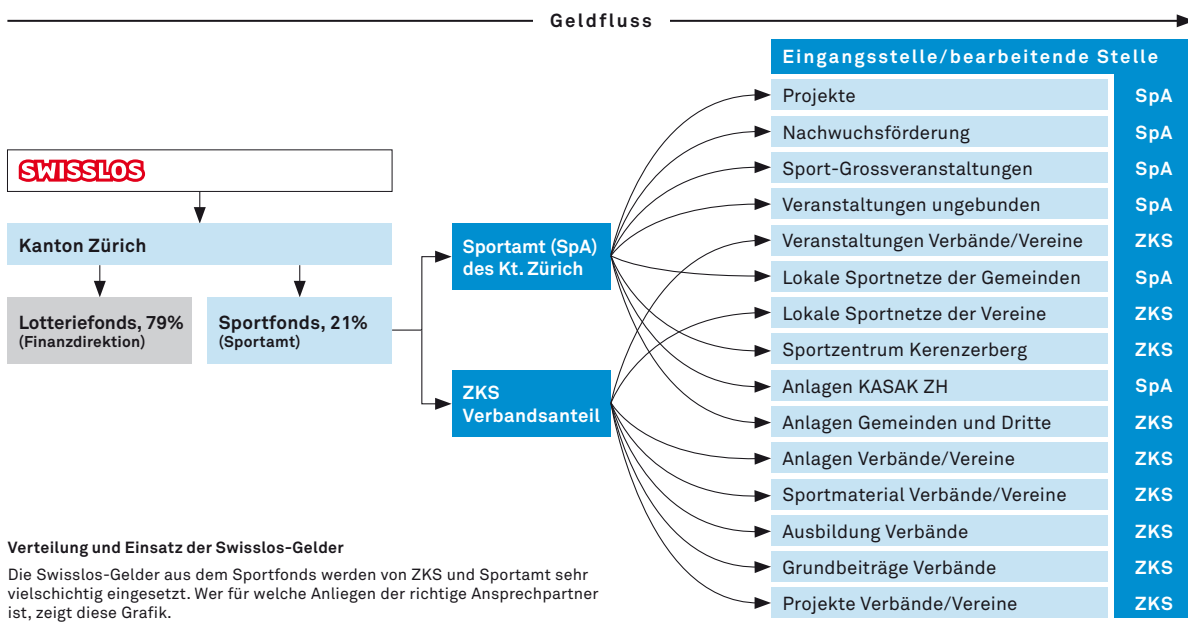 Geldfluss
SWISSLOS
Kanton Zürich
Lotteriefonds, 79%
(Finanzdirektion)
Sportfonds, 21%
(Sportamt)
Sportamt (SpA)
des Kt. Zürich
ZKS
Verbandsanteil
Eingangsstelle/bearbeitende Stelle
Projekte SpA
Nachwuchsförderung SpA
Sport-Grossveranstaltungen SpA
Veranstaltungen ungebunden SpA
Veranstaltungen Verbände/Vereine ZKS
Lokale Sportnetze der Gemeinden SpA
Lokale Sportnetze der Vereine ZKS
Sportzentrum Kerenzerberg ZKS
Anlagen KASAK ZH SpA
Anlagen Gemeinden und Dritte ZKS
Anlagen Verbände/Vereine ZKS
Sportmaterial Verbände/Vereine ZKS
Ausbildung Verbände ZKS
Grundbeiträge Verbände ZKS
Projekte Verbände/Vereine ZKS
Verteilung und Einsatz der Swisslos-Gelder
Die Swisslos-Gelder aus dem Sportfonds werden von ZKS und Sportamt sehr
vielschichtig eingesetzt. Wer für welche Anliegen der richtige Ansprechpartner
ist, zeigt diese Grafik.